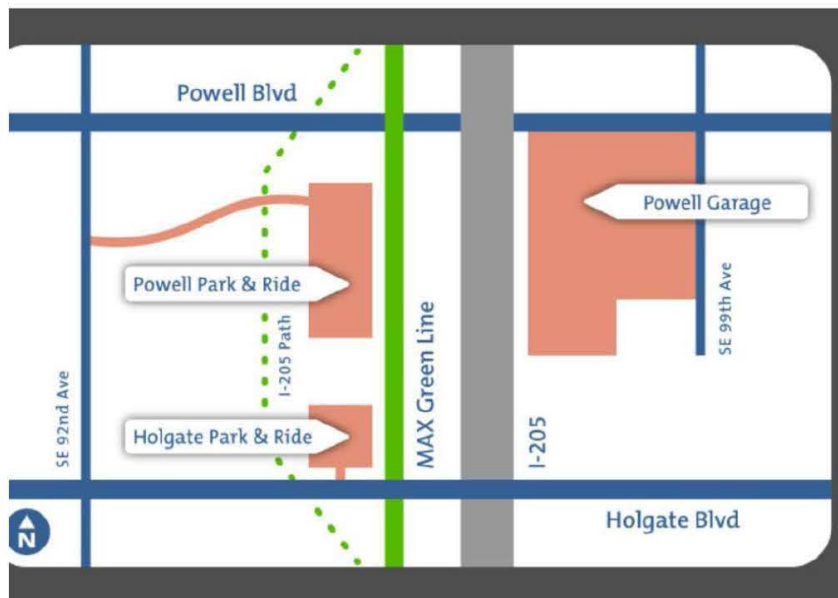 Powell Blvd
Powell Garage
Powell Park & Ride
I-205 Path
SE 99th Ave
MAX Green Line
SE 92nd Ave
Holgate Park & Ride
I-205
Holgate Blvd
N